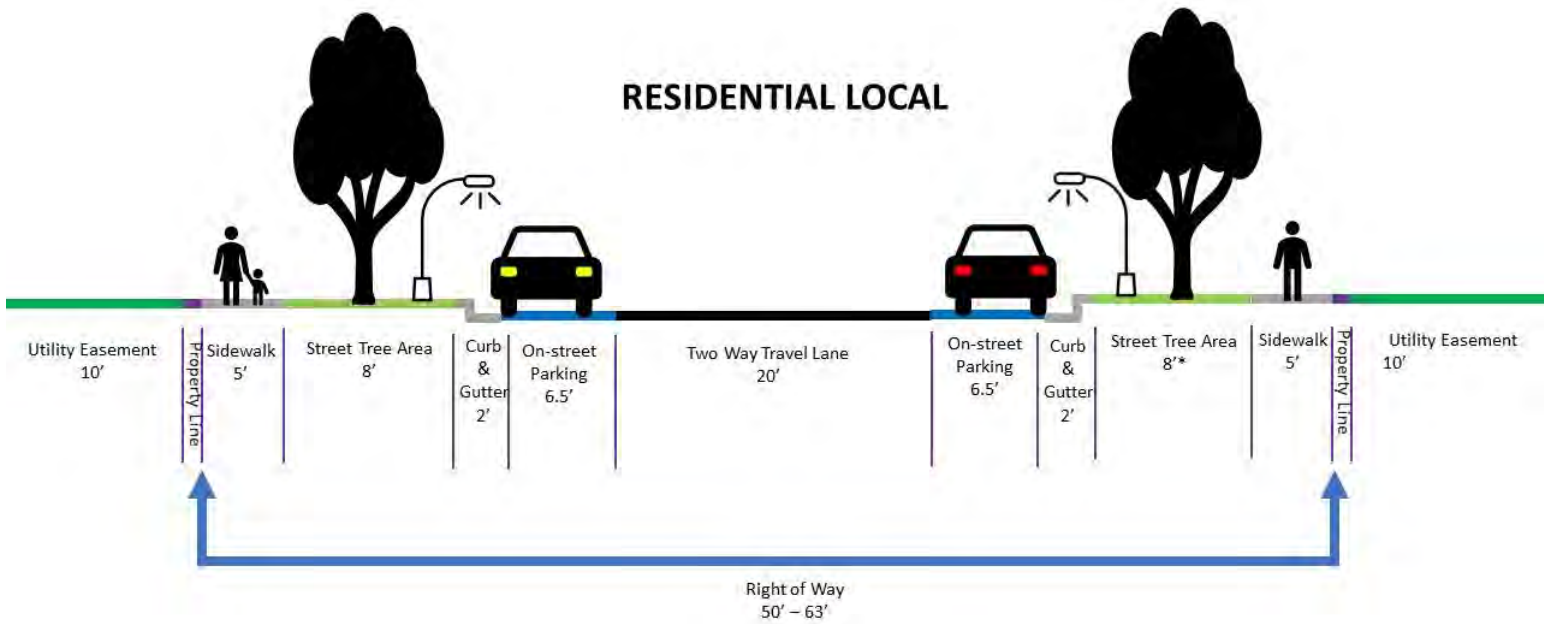 RESIDENTIAL LOCAL
Utility Easement
10’
Property Line
Sidewalk
5’
Street Tree Area
8’
Curb
&
Gutter
2’
On-street
Parking
6.5’
Two Way Travel Lane
20’
On-street
Parking
6.5’
Curb
&
Gutter
2’
Street Tree Area
8’*
Sidewalk
5’
Property Line
Utility Easement
10’
Right of Way
50’ – 63’